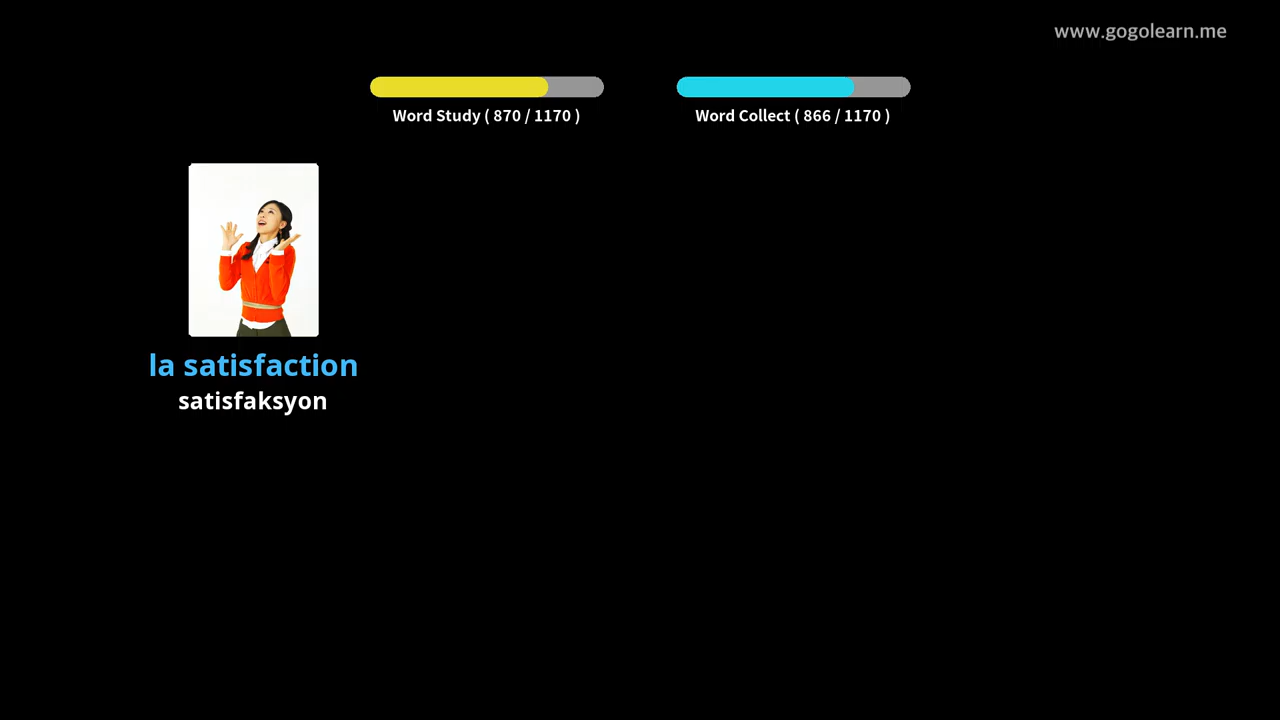 www.gogolearn.me
Word Study ( 870 / 1170 )
Word Collect ( 866 / 1170 )
la satisfaction
satisfaksyon